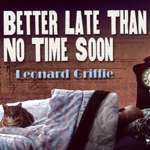 Better Late Than
No Time Soon
Leonard Griffie